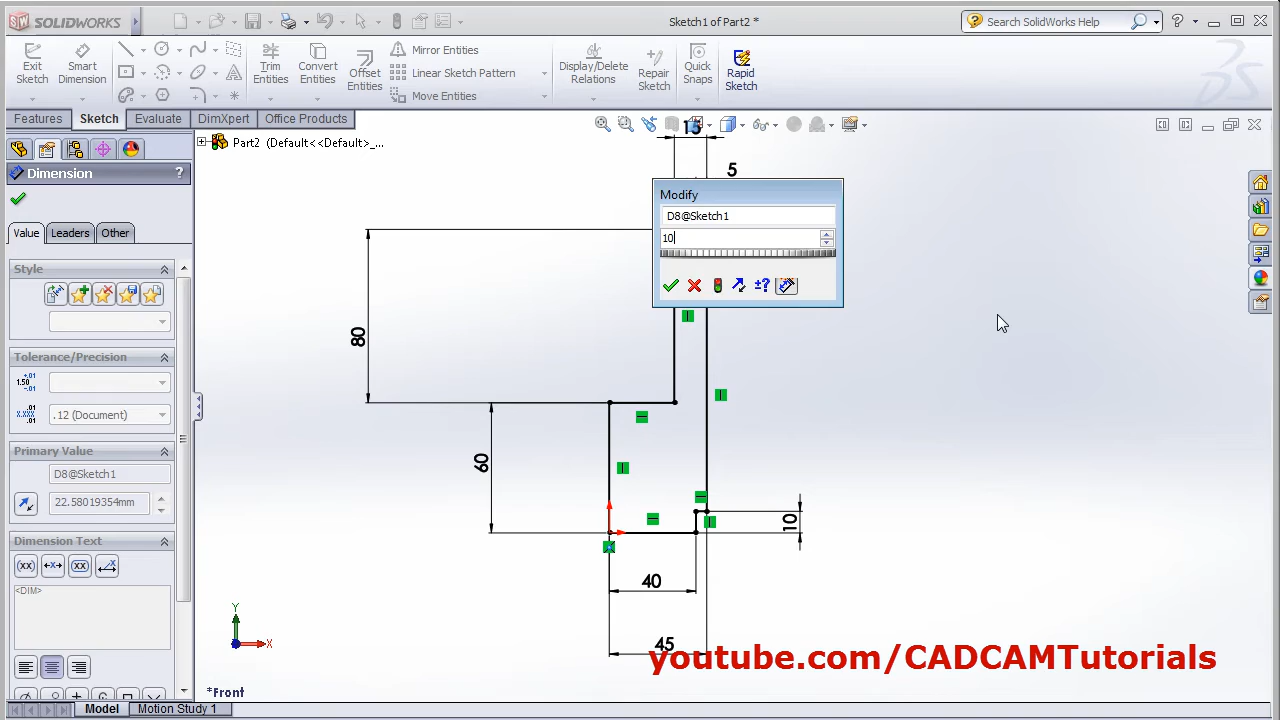 SOLIDWORKS
Sketch1 of Part2 *
Search SolidWorks Help
Exit Sketch
Smart Dimension
Trim Entities
Convert Entities
Offset Entities
Mirror Entities
Linear Sketch Pattern
Move Entities
Display/Delete Relations
Repair Sketch
Quick Snaps
Rapid Sketch
Features
Sketch
Evaluate
DimXpert
Office Products
Part2 (Default<<Default>_...
Dimension
?
Value
Leaders
Other
Style
Tolerance/Precision
.12 (Document)
Primary Value
D8@Sketch1
22.58019354mm
Dimension Text
<DIM>
15
5
Modify
D8@Sketch1
10
80
60
10
40
45
Y
X
*Front
youtube.com/CADCAMTutorials
Model
Motion Study 1